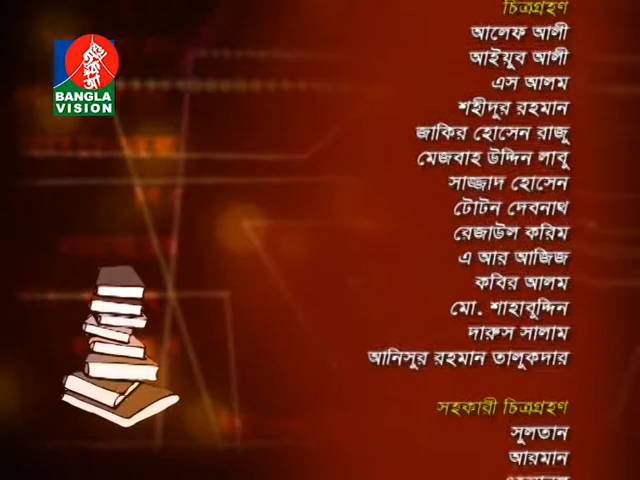 BANGLA
VISION
চিত্রগ্রহণ
আলেফ আলী
আইয়ুব আলী
এস আলম
শহীদুর রহমান
জাকির হোসেন রাজু
মেজবাহ উদ্দিন লাবু
সাজ্জাদ হোসেন
টোটন দেবনাথ
রেজাউল করিম
এ আর আজিজ
কবির আলম
মো. শাহাবুদ্দিন
দারুস সালাম
আনিসুর রহমান তালুকদার
সহকারী চিত্রগ্রহণ
সুলতান
আরমান